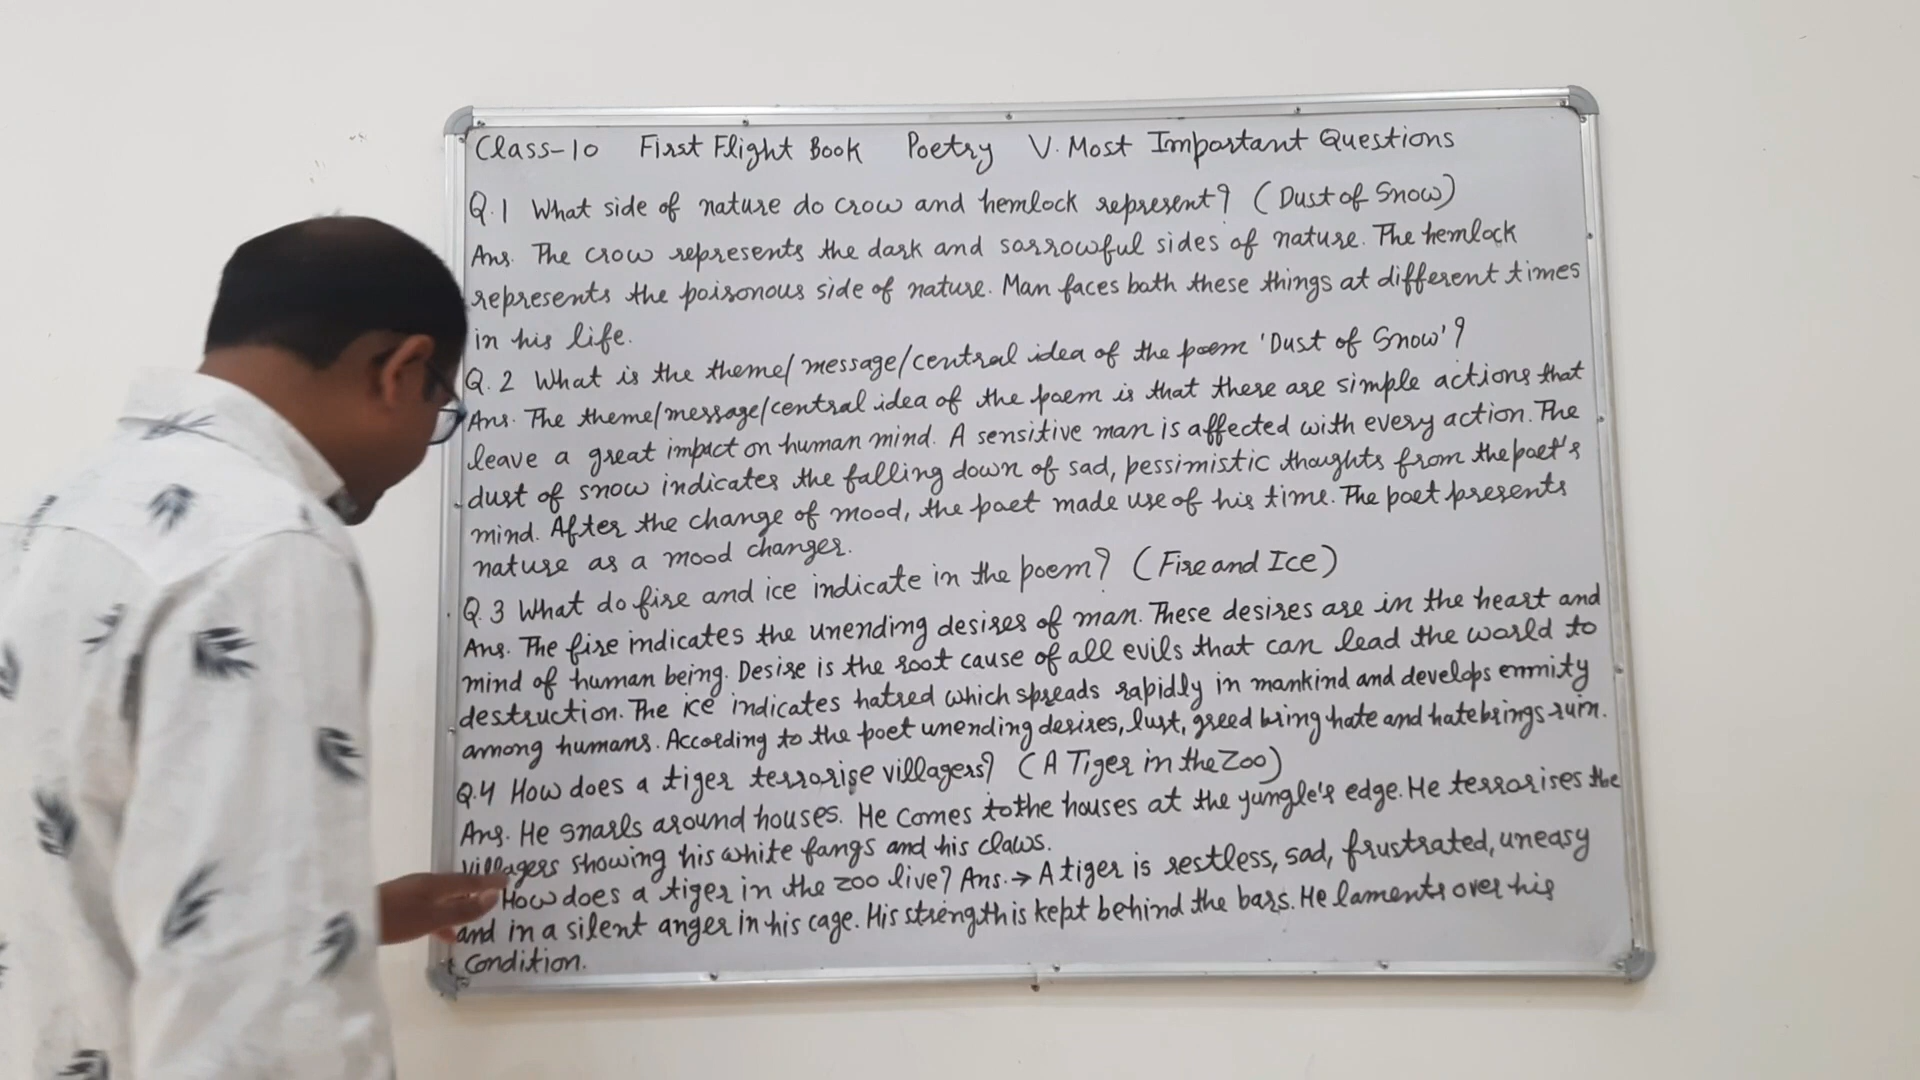 Class-10 First Flight Book Poetry V. Most Important Questions
Q.1 What side of nature do crow and hemlock represent? (Dust of Snow)
Ans. The crow represents the dark and sorrowful sides of nature. The hemlock
represents the poisonous side of nature. Man faces both these things at different times
in his life.
Q.2 What is the theme/message/central idea of the poem 'Dust of Snow'?
Ans. The theme/message/central idea of the poem is that there are simple actions that
leave a great impact on human mind. A sensitive man is affected with every action. The
dust of snow indicates the falling down of sad, pessimistic thoughts from the poet's
mind. After the change of mood, the poet made use of his time. The poet presents
nature as a mood changer.
Q.3 What do fire and ice indicate in the poem? (Fire and Ice)
Ans. The fire indicates the unending desires of man. These desires are in the heart and
mind of human being. Desire is the root cause of all evils that can lead the world to
destruction. The ice indicates hatred which spreads rapidly in mankind and develops enmity
among humans. According to the poet unending desires, lust, greed bring hate and hate brings ruin.
Q.4 How does a tiger terrorise villagers? (A Tiger in the Zoo)
Ans. He snarls around houses. He comes to the houses at the jungle's edge. He terrorises the
villagers showing his white fangs and his claws.
How does a tiger in the zoo live? Ans.→ A tiger is restless, sad, frustrated, uneasy
and in a silent anger in his cage. His strength is kept behind the bars. He laments over his
condition.